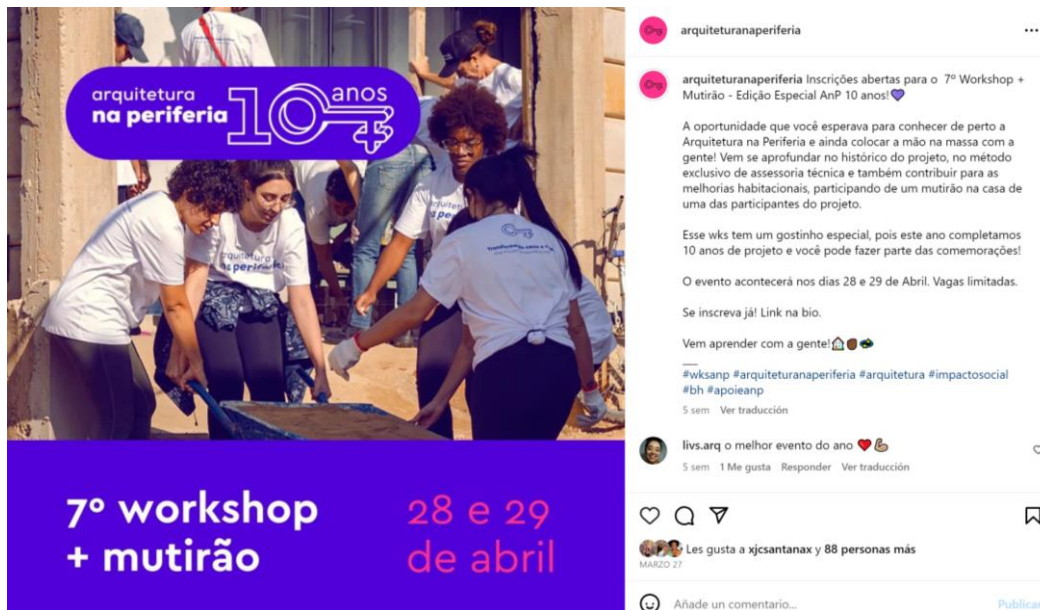 arquitetura
na periferia
10 anos
arquitetura
7º workshop
+ mutirão
28 e 29
de abril
arquiteturanaperiferia
arquiteturanaperiferia Inscrições abertas para o 7º Workshop +
Mutirão - Edição Especial AnP 10 anos!💜
A oportunidade que você esperava para conhecer de perto a
Arquitetura na Periferia e ainda colocar a mão na massa com a
gente! Vem se aprofundar no histórico do projeto, no método
exclusivo de assessoria técnica e também contribuir para as
melhorias habitacionais, participando de um mutirão na casa de
uma das participantes do projeto.
Esse wks tem um gostinho especial, pois este ano completamos
10 anos de projeto e você pode fazer parte das comemorações!
O evento acontecerá nos dias 28 e 29 de Abril. Vagas limitadas.
Se inscreva já! Link na bio.
Vem aprender com a gente!
#wksanp #arquiteturanaperiferia #arquitetura #impactosocial
#bh #apoieanp
5 sem Ver traducción
livs.arq o melhor evento do ano ❤️💪🏼
5 sem 1 Me gusta Responder Ver traducción
Les gusta a xjcsantanax y 88 personas más
MARZO 27
Añade un comentario...
Publicar